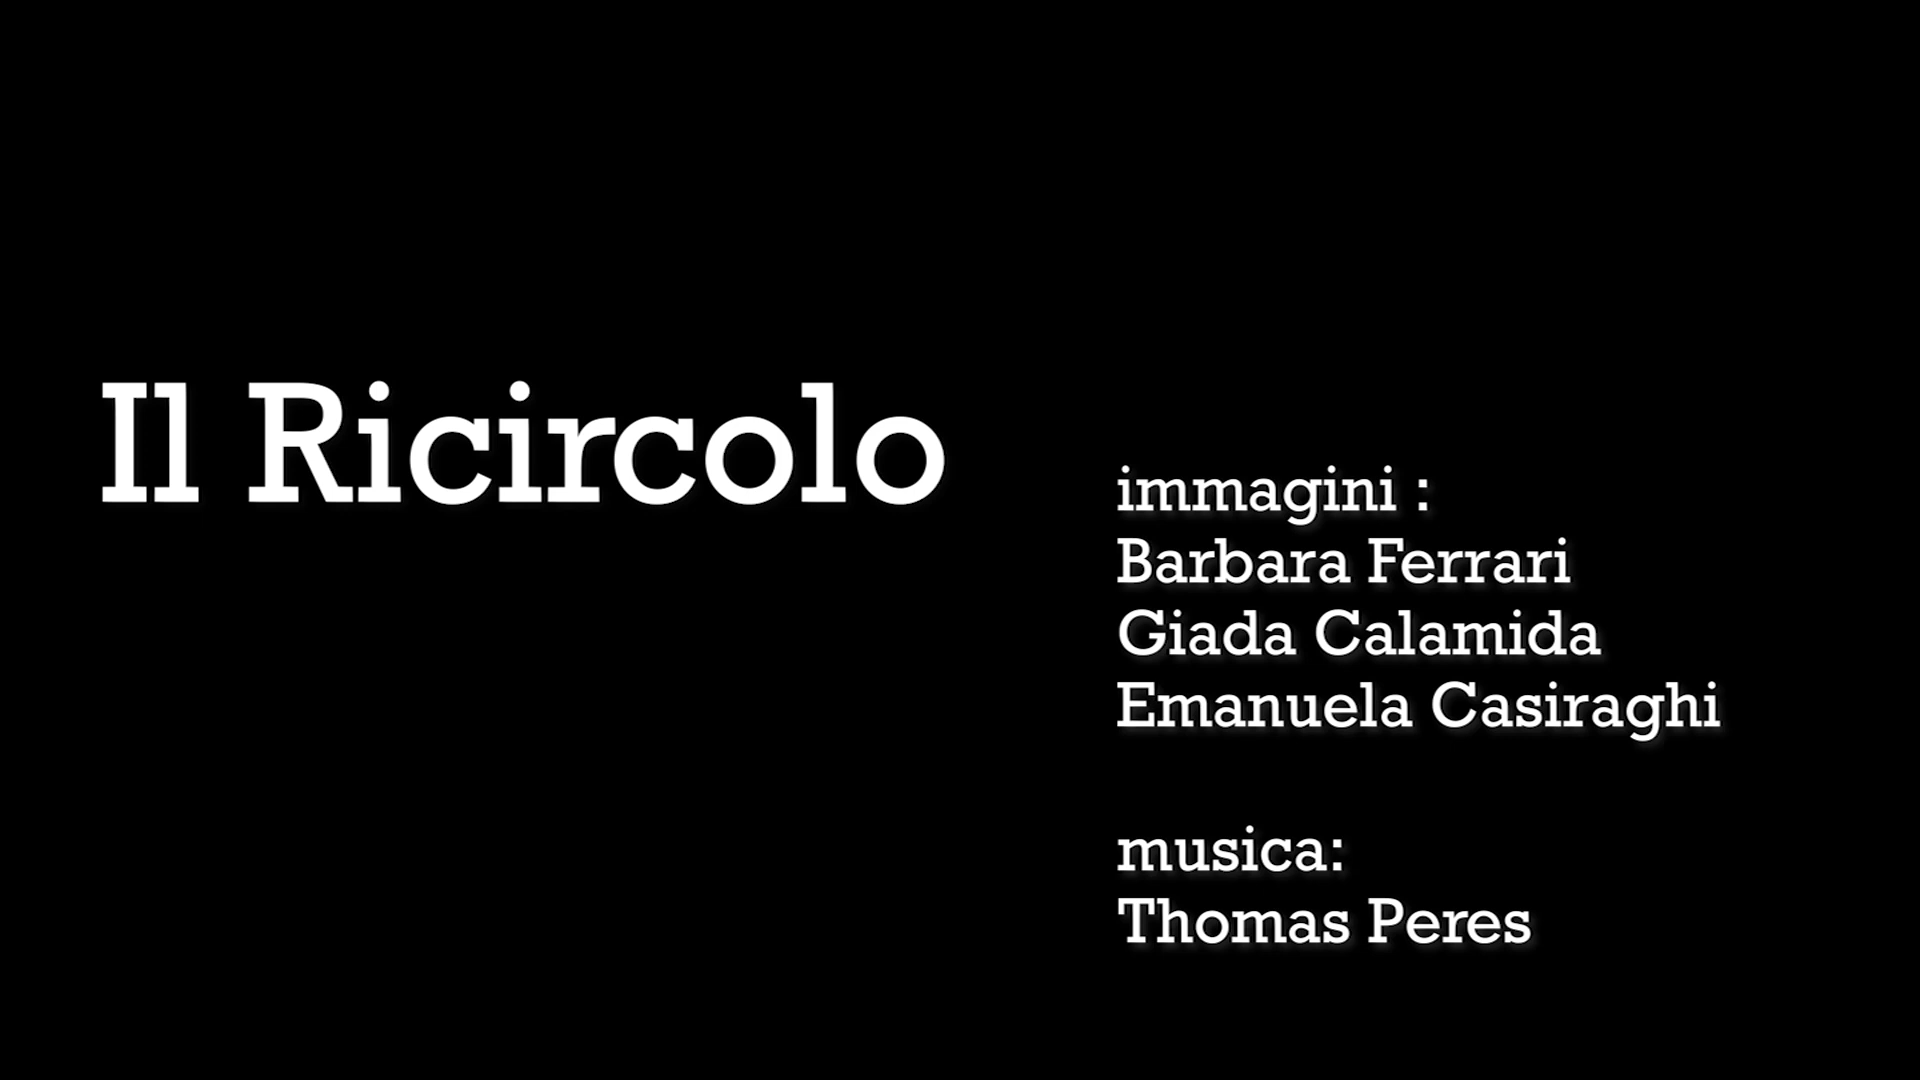 Il Ricircolo
immagini :
Barbara Ferrari
Giada Calamida
Emanuela Casiraghi
musica:
Thomas Peres